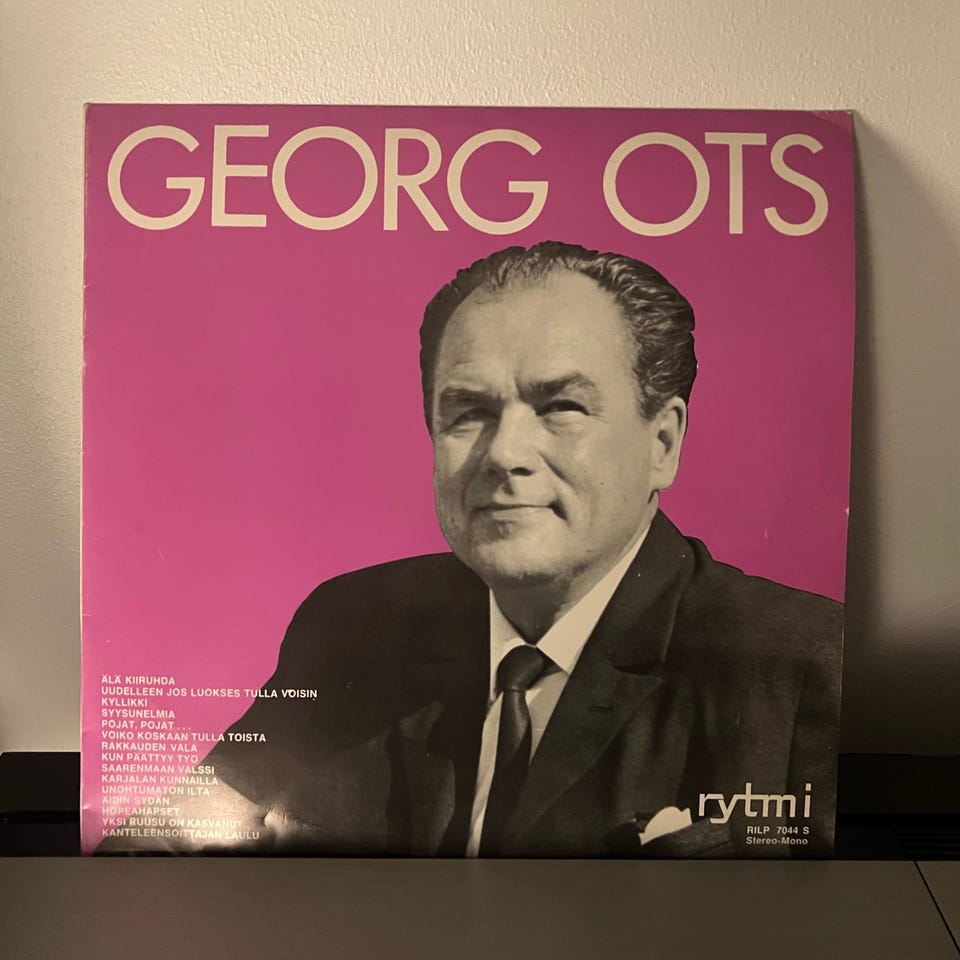 GEORG OTS
ÄLÄ KIIRUHDA
UUDELLEEN JOS LUOKSES TULLA VOISIN
KYLLIKKI
SYYSUNELMIA
POJAT, POJAT ...
VOIKO KOSKAAN TULLA TOISTA
RAKKAUDEN VALA
KUN PÄÄTTYY TYÖ
SAARENMAAN VALSSI
KARJALAN KUNNAILLA
UNOHTUMATON ILTA
ÄIDIN SYDÄN
HOPEAHAPSET
YKSI RUUSU ON KASVANUT
KANTELEENSOITTAJAN LAULU
rytmi
RILP 7044 S
Stereo-Mono